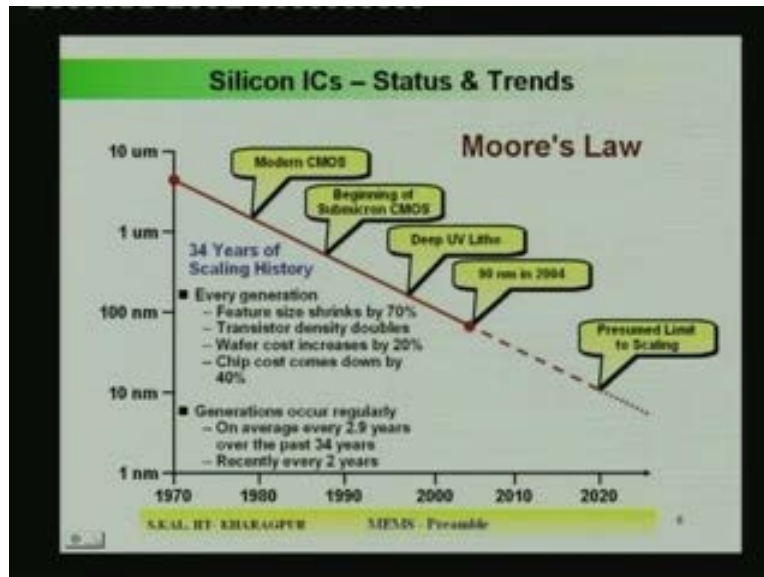 Silicon ICs – Status & Trends
Moore's Law
10 um
1 um
100 nm
10 nm
1 nm
Modern CMOS
Beginning of
Submicron CMOS
Deep UV Litho
90 nm in 2004
Presumed Limit
to Scaling
34 Years of
Scaling History
■ Every generation
– Feature size shrinks by 70%
– Transistor density doubles
– Wafer cost increases by 20%
– Chip cost comes down by
40%
■ Generations occur regularly
– On average every 2.9 years
over the past 34 years
– Recently every 2 years
1970 1980 1990 2000 2010 2020
S.KAL, IIT- KHARAGPUR MEMS - Preamble